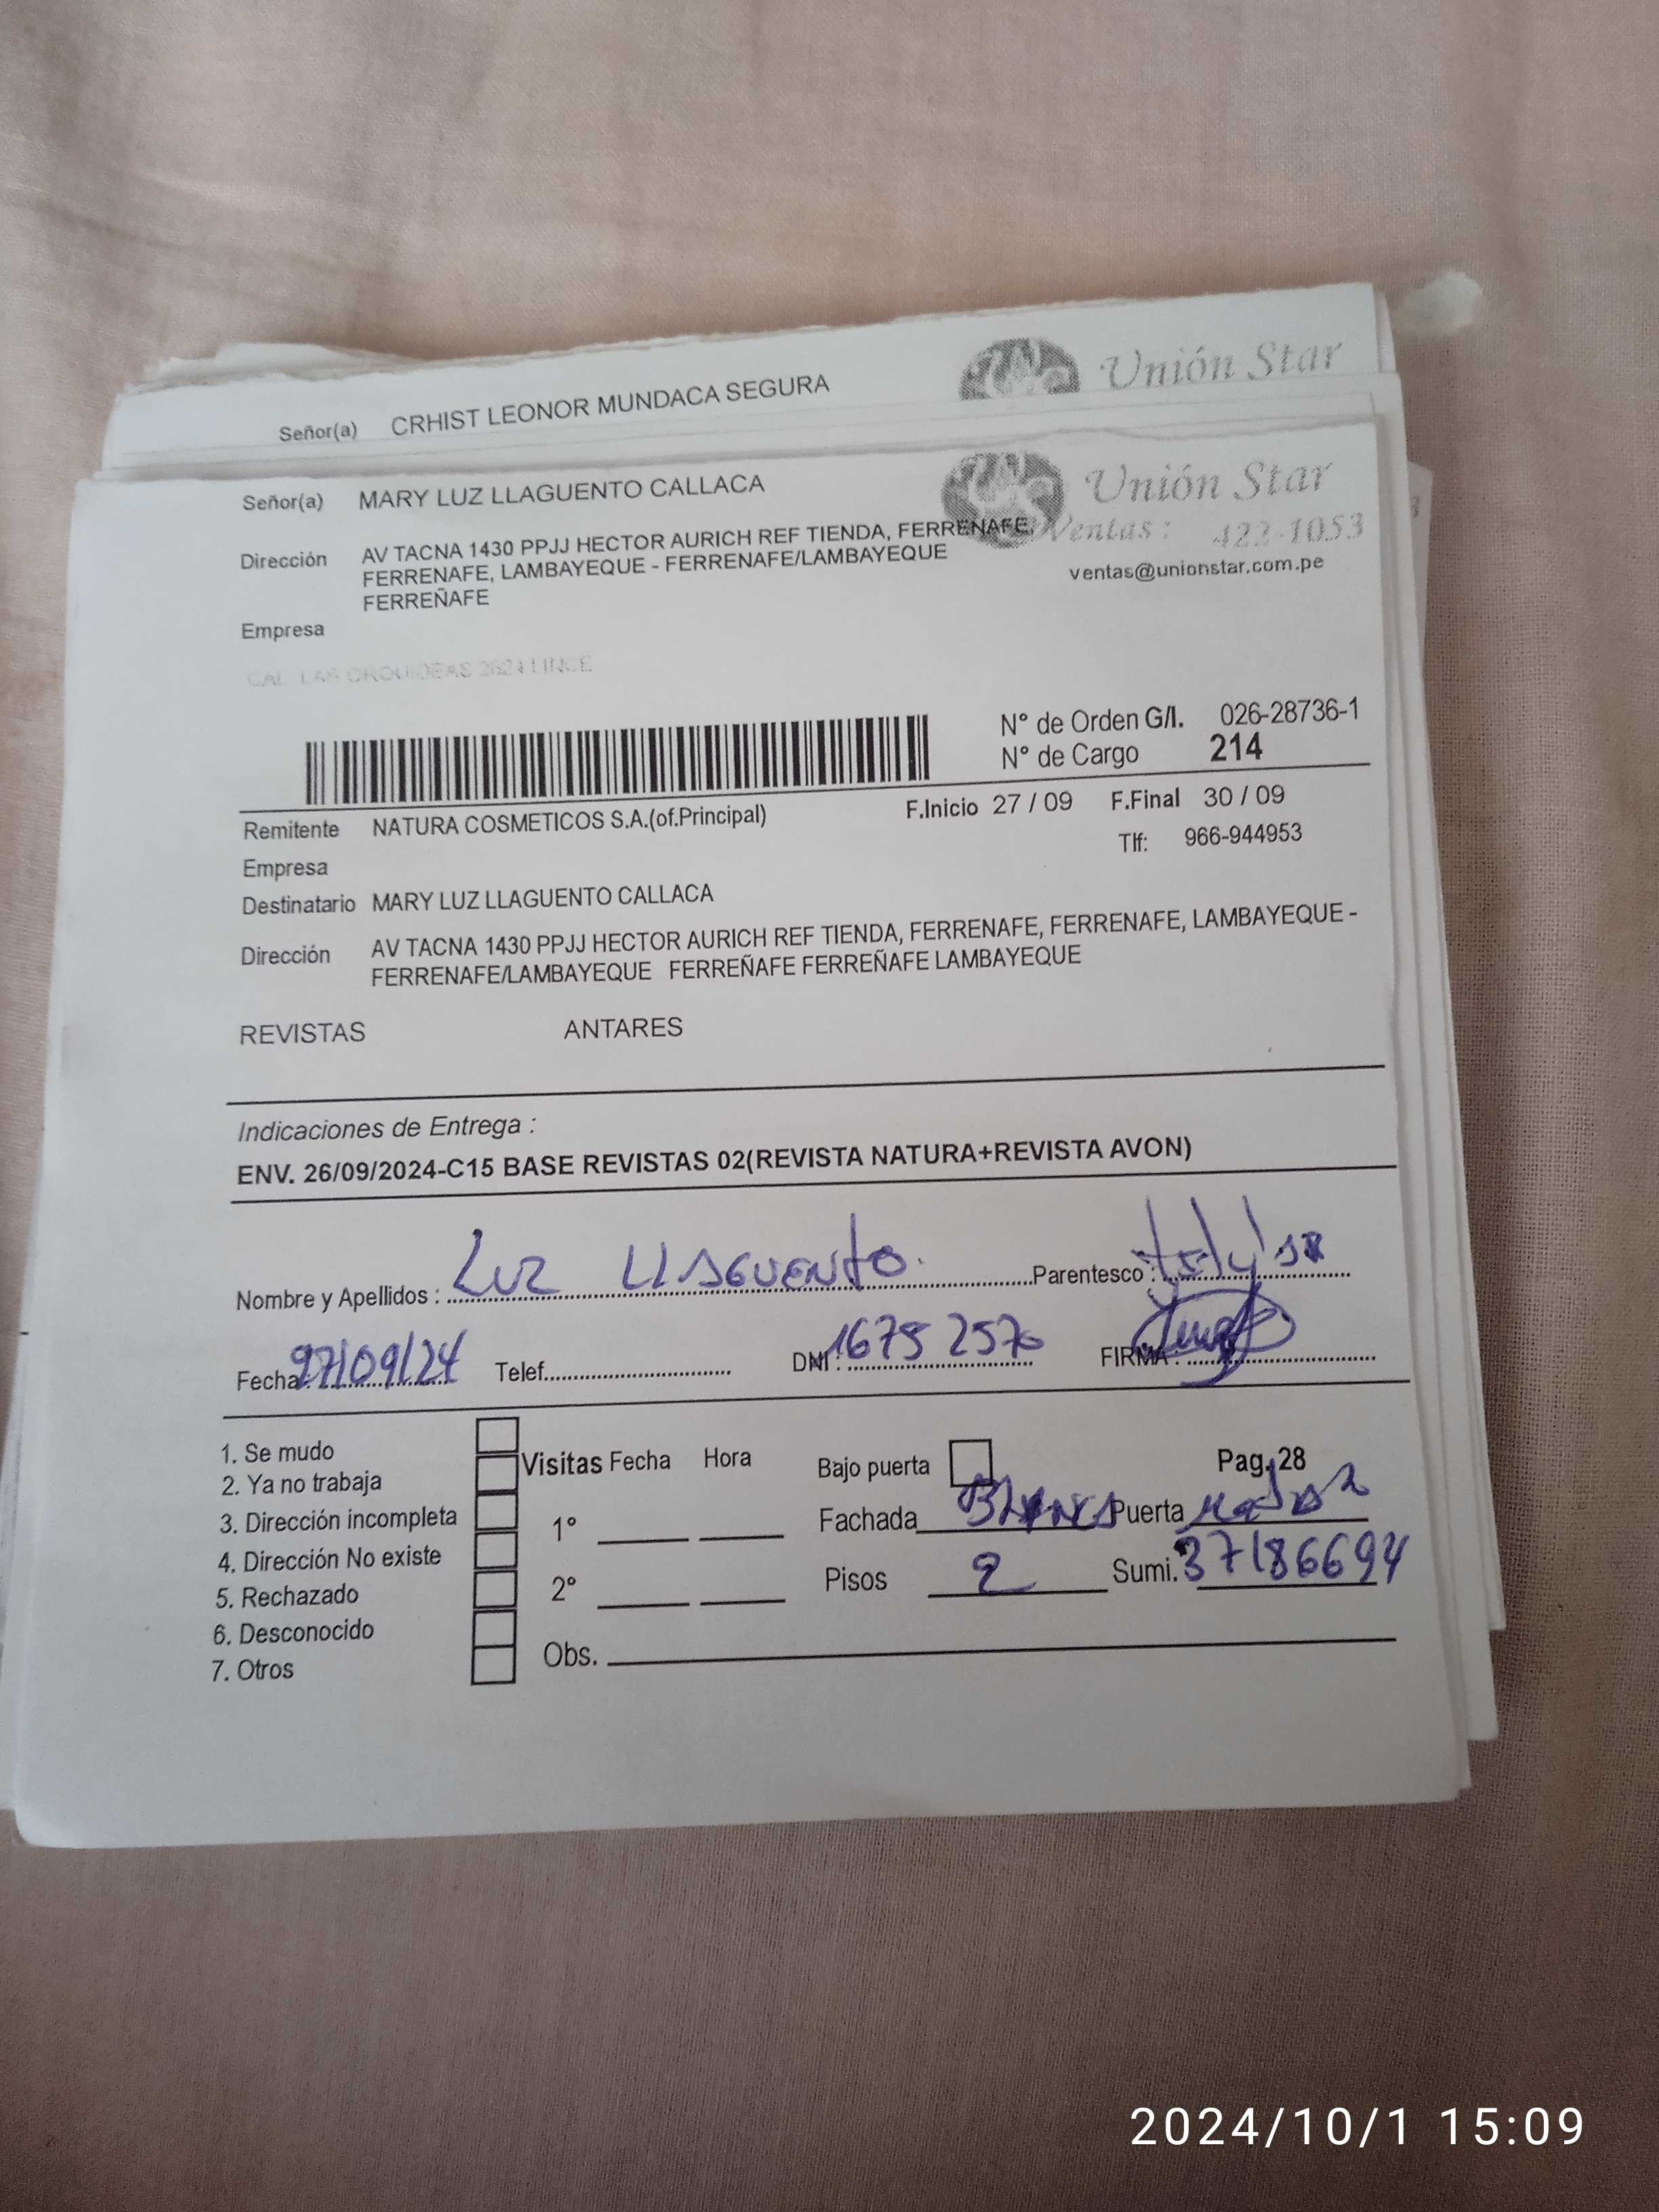 Señor(a) CRHIST LEONOR MUNDACA SEGURA
Unión Star
Señor(a) MARY LUZ LLAGUENTO CALLACA
Unión Star
Dirección AV TACNA 1430 PPJJ HECTOR AURICH REF TIENDA, FERRENAFE,
FERRENAFE, LAMBAYEQUE - FERRENAFE/LAMBAYEQUE
FERREÑAFE
Ventas : 422-1053
ventas@unionstar.com.pe
Empresa
CAL. LAS ORQUIDEAS 2624 LINCE
N° de Orden G/I. 026-28736-1
N° de Cargo 214
Remitente NATURA COSMETICOS S.A.(of.Principal)
F.Inicio 27 / 09 F.Final 30 / 09
Empresa
Tlf: 966-944953
Destinatario MARY LUZ LLAGUENTO CALLACA
Dirección AV TACNA 1430 PPJJ HECTOR AURICH REF TIENDA, FERRENAFE, FERRENAFE, LAMBAYEQUE -
FERRENAFE/LAMBAYEQUE FERREÑAFE FERREÑAFE LAMBAYEQUE
REVISTAS ANTARES
Indicaciones de Entrega :
ENV. 26/09/2024-C15 BASE REVISTAS 02(REVISTA NATURA+REVISTA AVON)
Nombre y Apellidos : Luz LLAGUENTO. Parentesco :
Fecha: 27/09/24 Telef. DNI : FIRMA :
1. Se mudo
2. Ya no trabaja
3. Dirección incompleta
4. Dirección No existe
5. Rechazado
6. Desconocido
7. Otros
Visitas Fecha Hora
1°
2°
Obs.
Bajo puerta
Pag. 28
Fachada Puerta
Pisos 2 Sumi. 37186694
2024/10/1 15:09